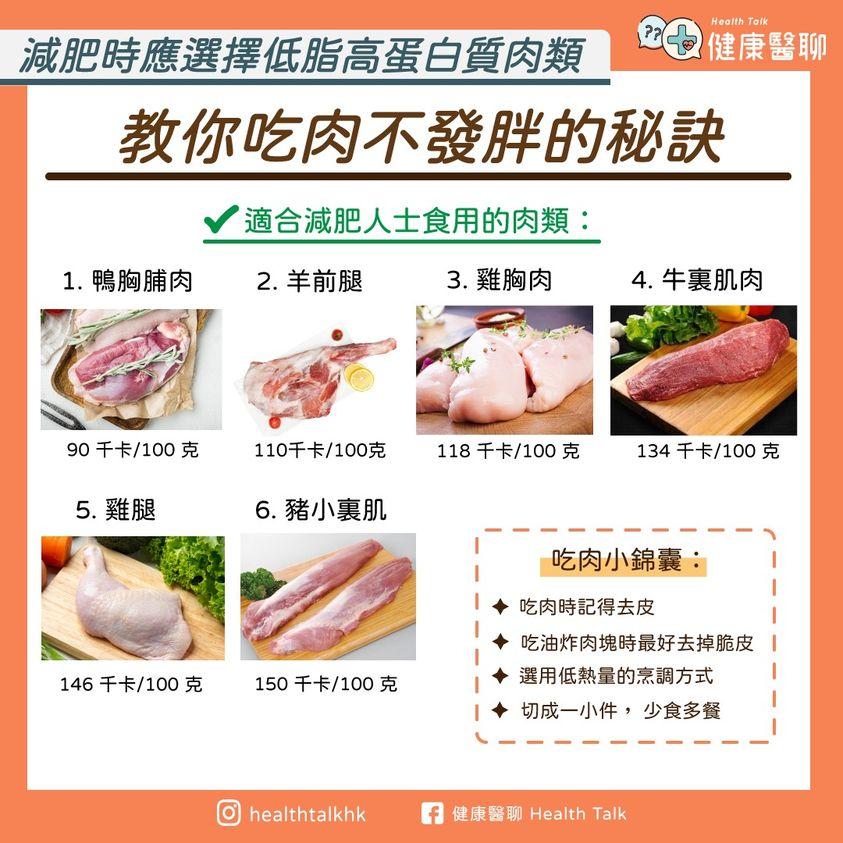 Health Talk
??
健康醫聊
減肥時應選擇低脂高蛋白質肉類
教你吃肉不發胖的秘訣
適合減肥人士食用的肉類：
1. 鴨胸脯肉
2. 羊前腿
3. 雞胸肉
4. 牛裏肌肉
90 千卡/100 克
110千卡/100克
118 千卡/100 克
134 千卡/100 克
5. 雞腿
6. 豬小裏肌
146 千卡/100 克
150 千卡/100 克
吃肉小錦囊：
✦ 吃肉時記得去皮
✦ 吃油炸肉塊時最好去掉脆皮
✦ 選用低熱量的烹調方式
✦ 切成一小件， 少食多餐
healthtalkhk
健康醫聊 Health Talk